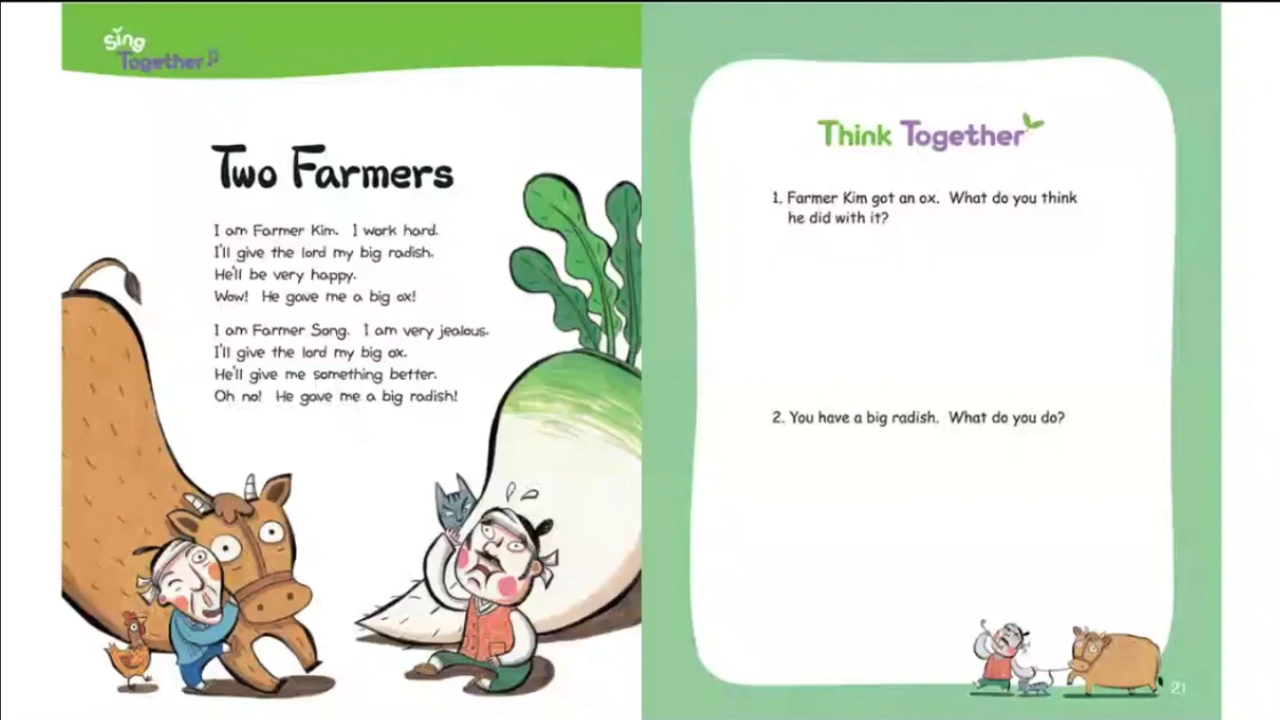 Sing
Together
Two Farmers
I am Farmer Kim. I work hard.
I'll give the lord my big radish.
He'll be very happy.
Wow! He gave me a big ox!
I am Farmer Song. I am very jealous.
I'll give the lord my big ox.
He'll give me something better.
Oh no! He gave me a big radish!
Think Together
1. Farmer Kim got an ox. What do you think
he did with it?
2. You have a big radish. What do you do?
21